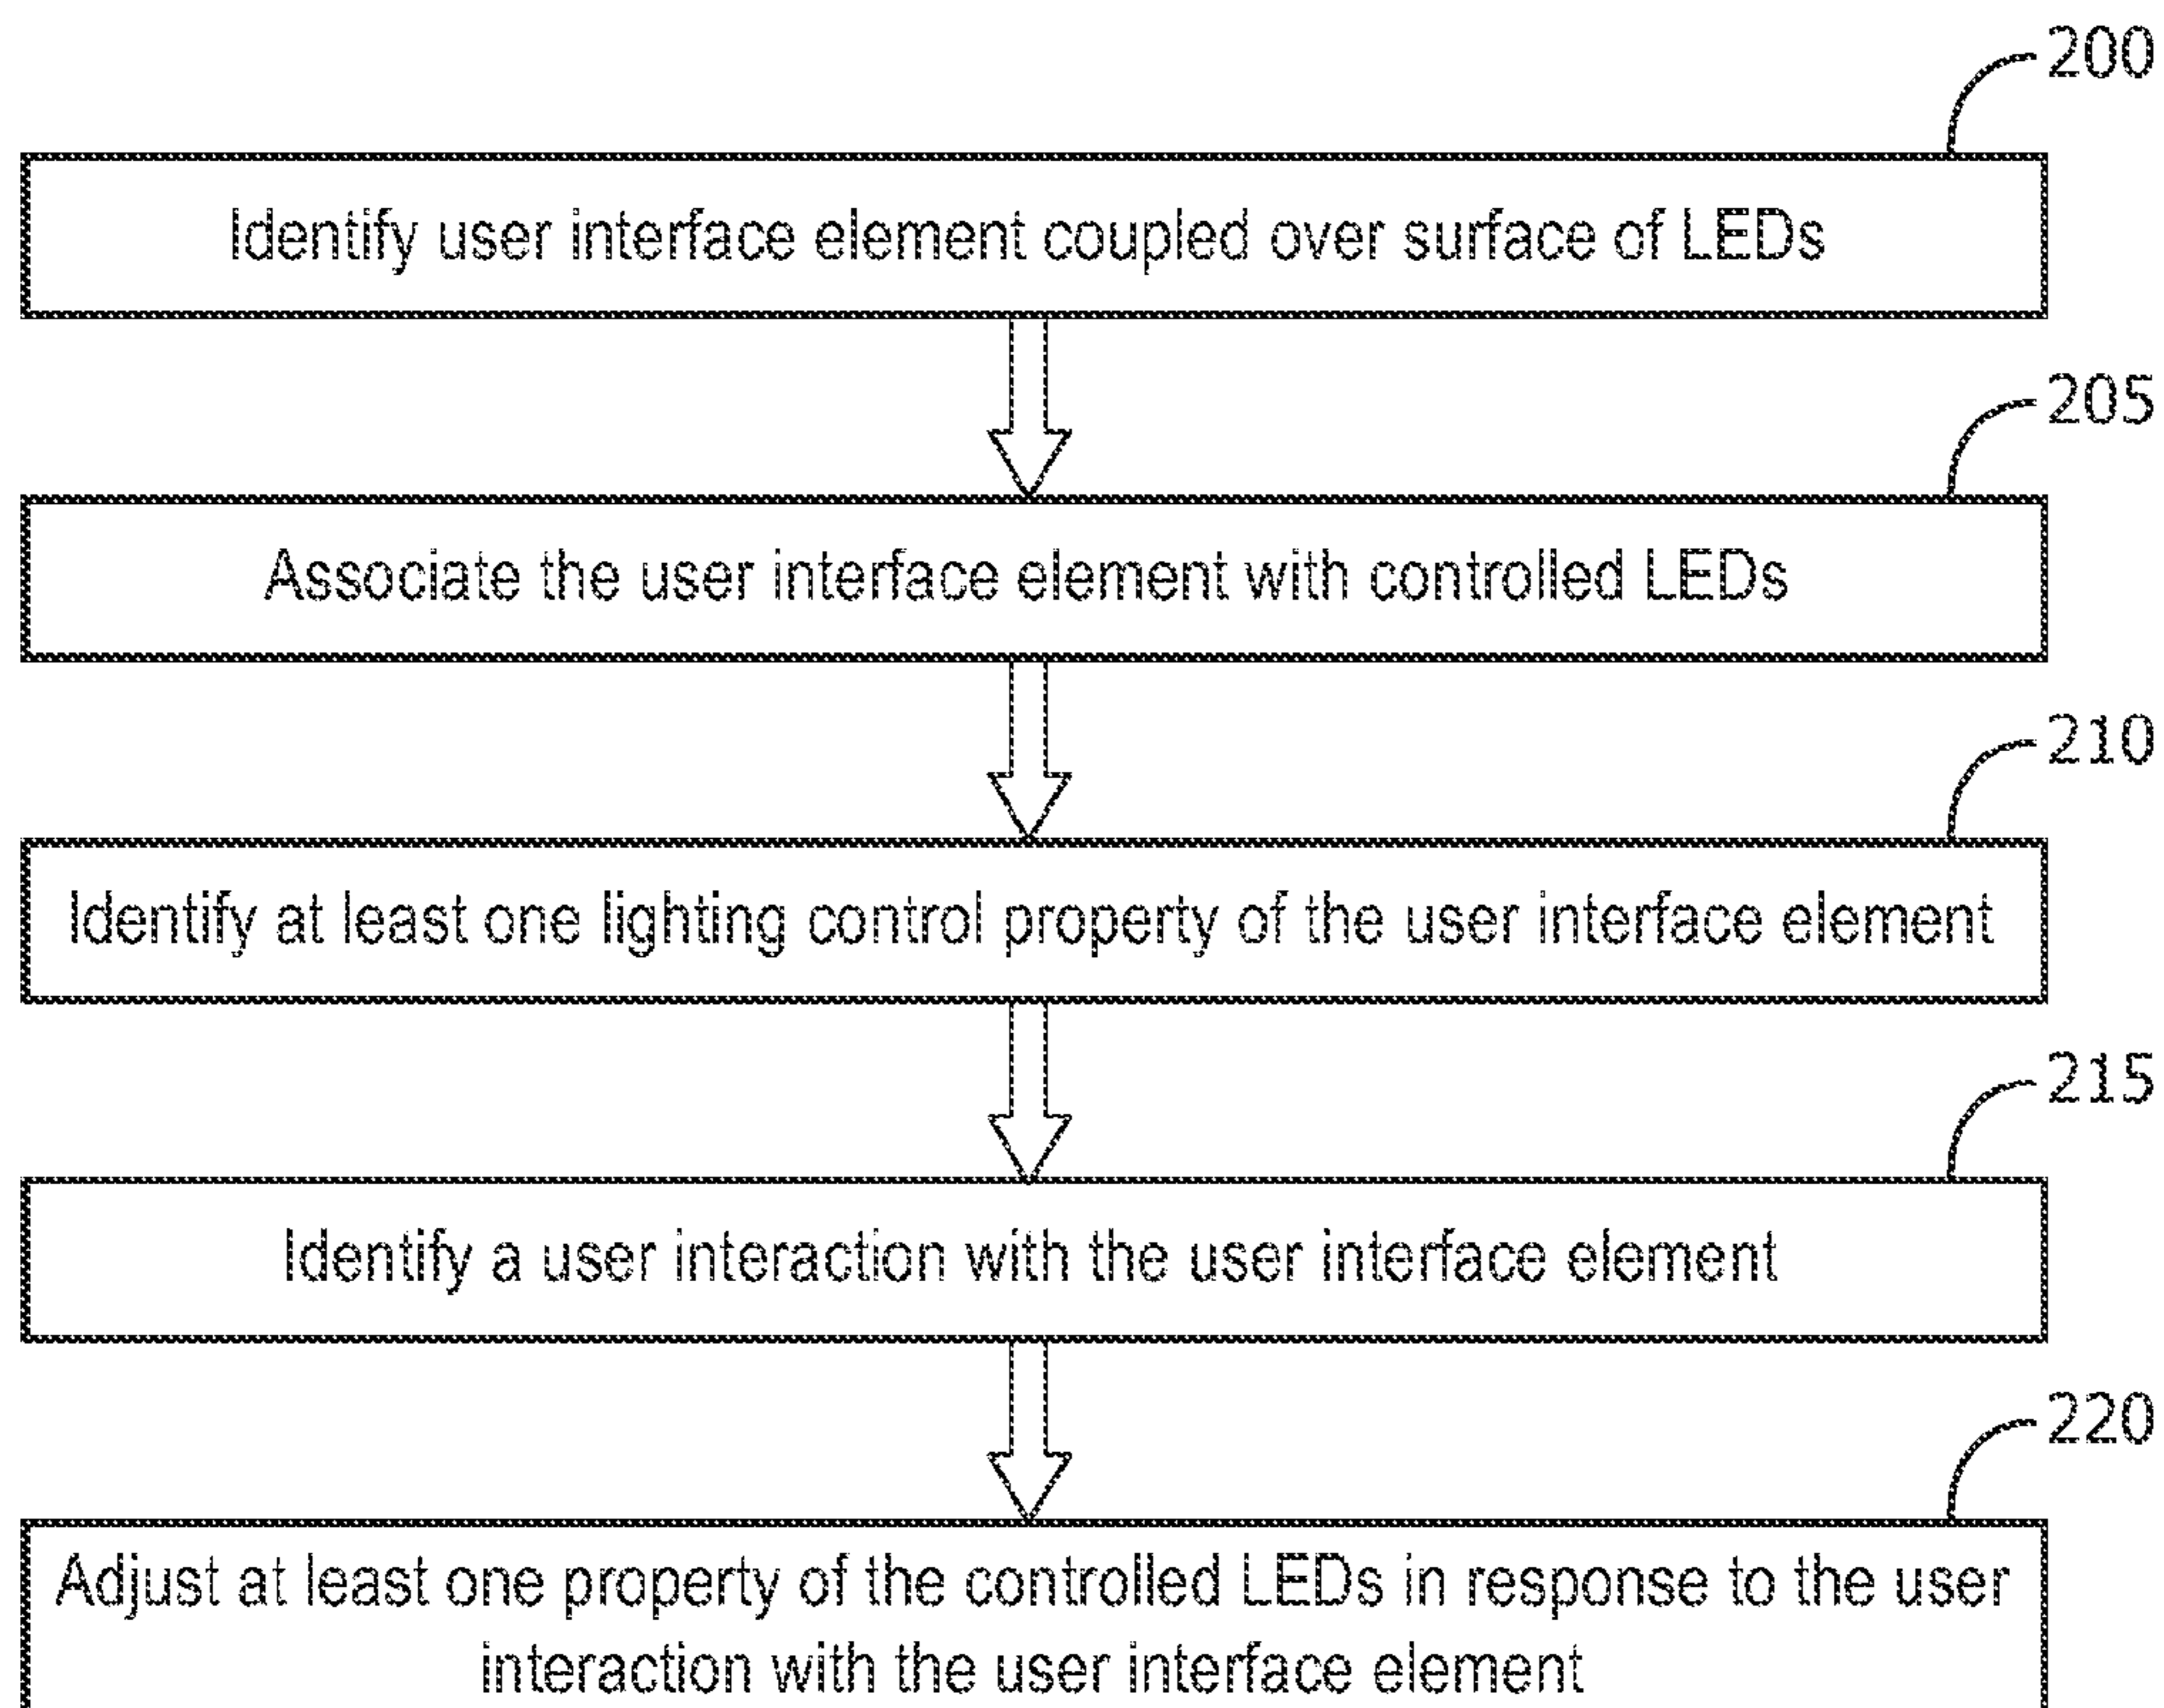 200
Identify user interface element coupled over surface of LEDs
205
Associate the user interface element with controlled LEDs
210
Identify at least one lighting control property of the user interface element
215
Identify a user interaction with the user interface element
220
Adjust at least one property of the controlled LEDs in response to the user
interaction with the user interface element